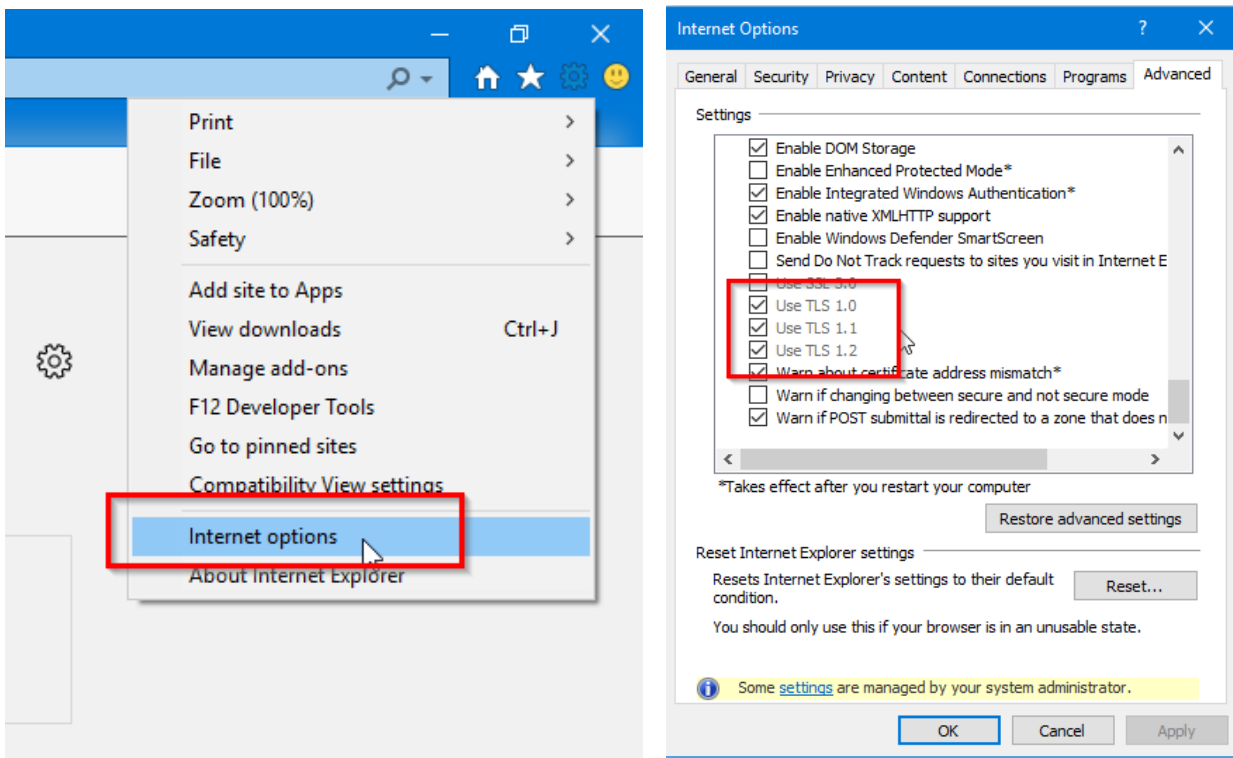 Print
File
Zoom (100%)
Safety
Add site to Apps
View downloads Ctrl+J
Manage add-ons
F12 Developer Tools
Go to pinned sites
Compatibility View settings
Internet options
About Internet Explorer
Internet Options
General Security Privacy Content Connections Programs Advanced
Settings
Enable DOM Storage
Enable Enhanced Protected Mode*
Enable Integrated Windows Authentication*
Enable native XMLHTTP support
Enable Windows Defender SmartScreen
Send Do Not Track requests to sites you visit in Internet E
Use SSL 3.0
Use TLS 1.0
Use TLS 1.1
Use TLS 1.2
Warn about certificate address mismatch*
Warn if changing between secure and not secure mode
Warn if POST submittal is redirected to a zone that does n
*Takes effect after you restart your computer
Restore advanced settings
Reset Internet Explorer settings
Resets Internet Explorer's settings to their default
condition.
Reset...
You should only use this if your browser is in an unusable state.
Some settings are managed by your system administrator.
OK Cancel Apply